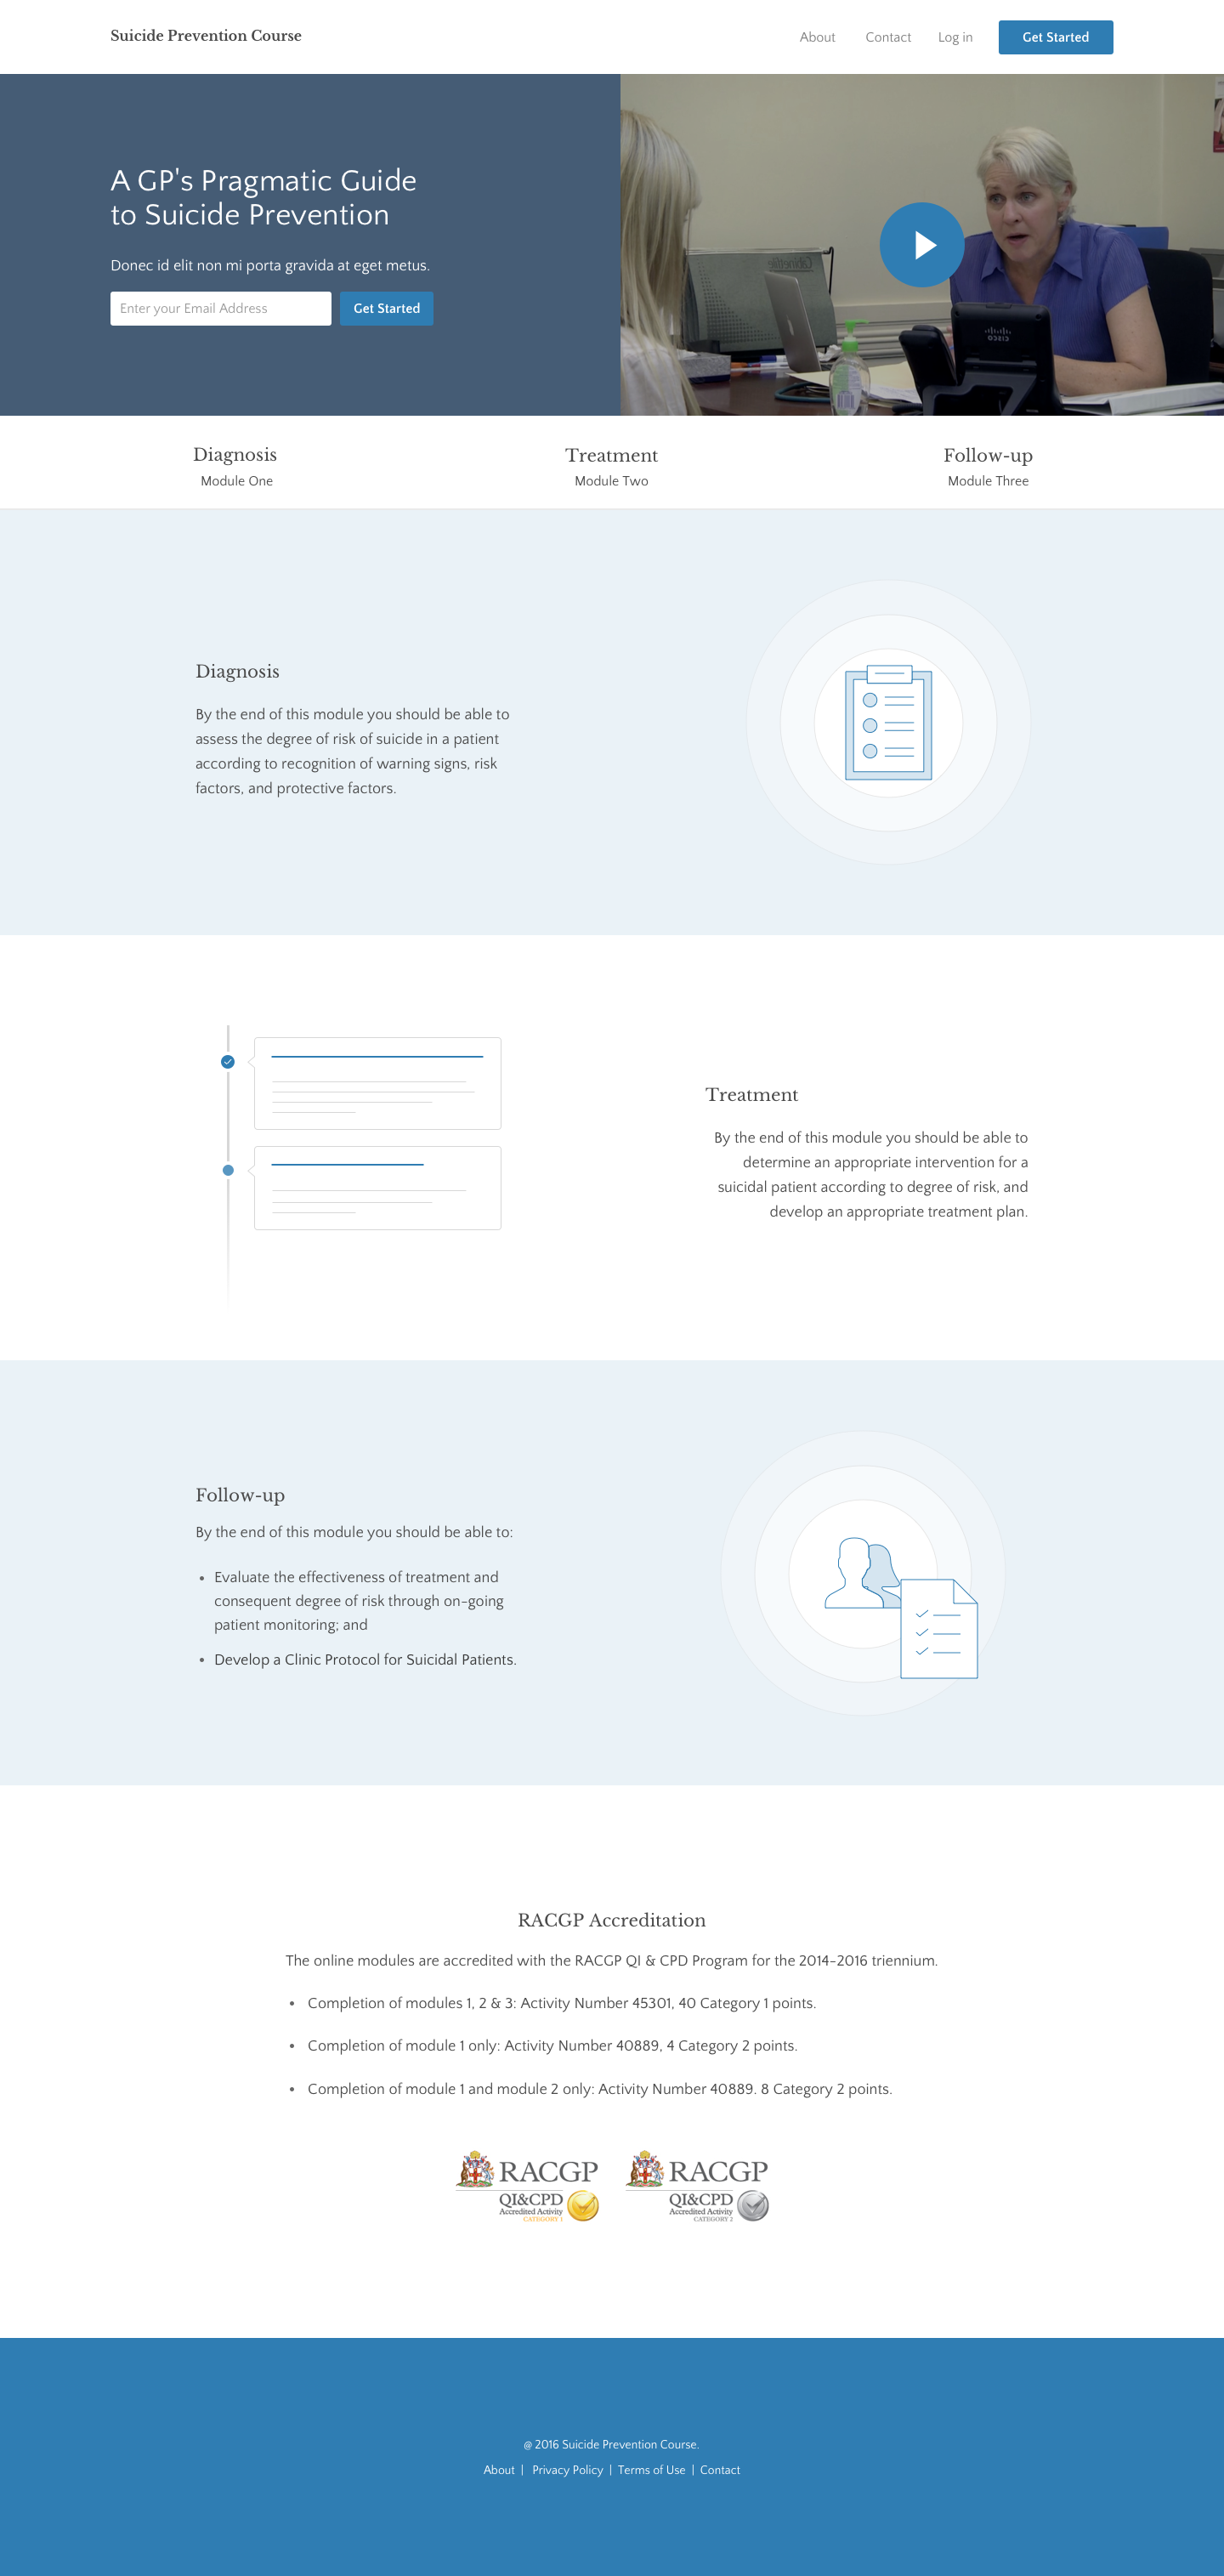 Suicide Prevention Course
About
Contact
Log in
Get Started
A GP's Pragmatic Guide
to Suicide Prevention
Donec id elit non mi porta gravida at eget metus.
Enter your Email Address
Get Started
CISCO
Diagnosis
Module One
Treatment
Module Two
Follow-up
Module Three
Diagnosis
By the end of this module you should be able to
assess the degree of risk of suicide in a patient
according to recognition of warning signs, risk
factors, and protective factors.
Treatment
By the end of this module you should be able to
determine an appropriate intervention for a
suicidal patient according to degree of risk, and
develop an appropriate treatment plan.
Follow-up
By the end of this module you should be able to:
• Evaluate the effectiveness of treatment and
consequent degree of risk through on-going
patient monitoring; and
• Develop a Clinic Protocol for Suicidal Patients.
RACGP Accreditation
The online modules are accredited with the RACGP QI & CPD Program for the 2014-2016 triennium.
• Completion of modules 1, 2 & 3: Activity Number 45301, 40 Category 1 points.
• Completion of module 1 only: Activity Number 40889, 4 Category 2 points.
• Completion of module 1 and module 2 only: Activity Number 40889. 8 Category 2 points.
RACGP
QI&CPD
Accredited Activity
CATEGORY 1
RACGP
QI&CPD
Accredited Activity
CATEGORY 2
@ 2016 Suicide Prevention Course.
About | Privacy Policy | Terms of Use | Contact